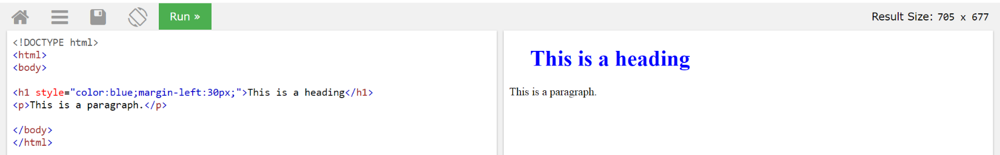 Run »
Result Size: 705 x 677
<!DOCTYPE html>
<html>
<body>
<h1 style="color:blue;margin-left:30px;">This is a heading</h1>
<p>This is a paragraph.</p>
</body>
</html>
This is a heading
This is a paragraph.